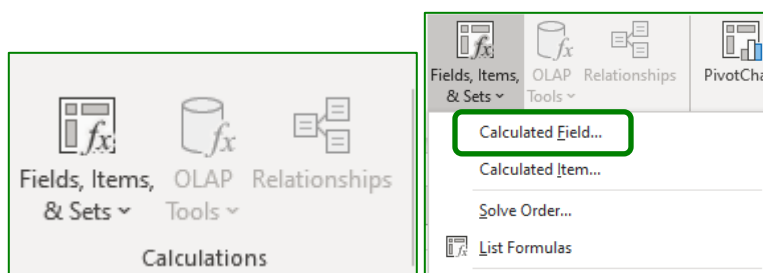 Fields, Items, & Sets
OLAP Tools
Relationships
Calculations
Fields, Items, & Sets
OLAP Tools
Relationships
PivotCha
Calculated Field...
Calculated Item...
Solve Order...
List Formulas